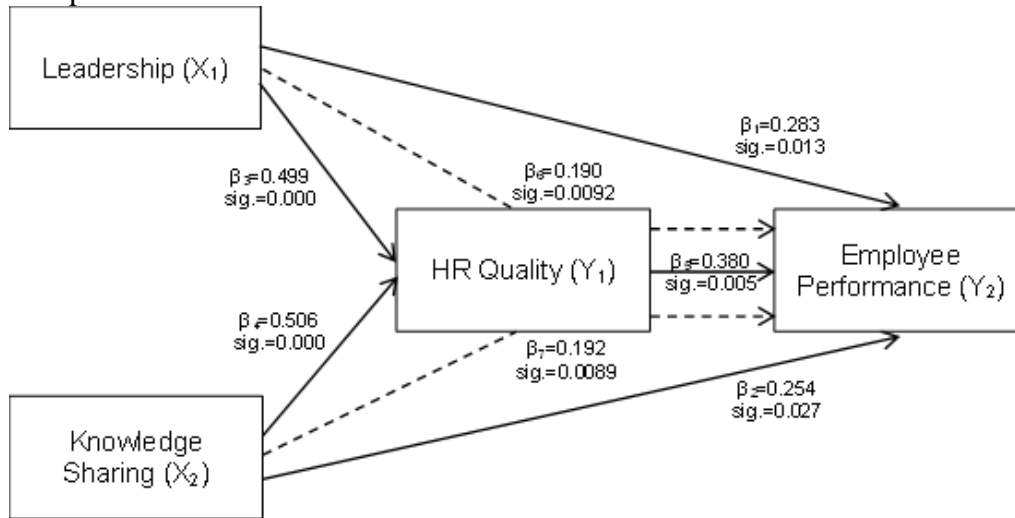 Leadership (X₁)
β₁=0.283
sig.=0.013
β₃=0.499
sig.=0.000
β₆=0.190
sig.=0.0092
HR Quality (Y₁)
β₅=0.380
sig.=0.005
Employee
Performance (Y₂)
β₄=0.506
sig.=0.000
β₇=0.192
sig.=0.0089
β₂=0.254
sig.=0.027
Knowledge
Sharing (X₂)